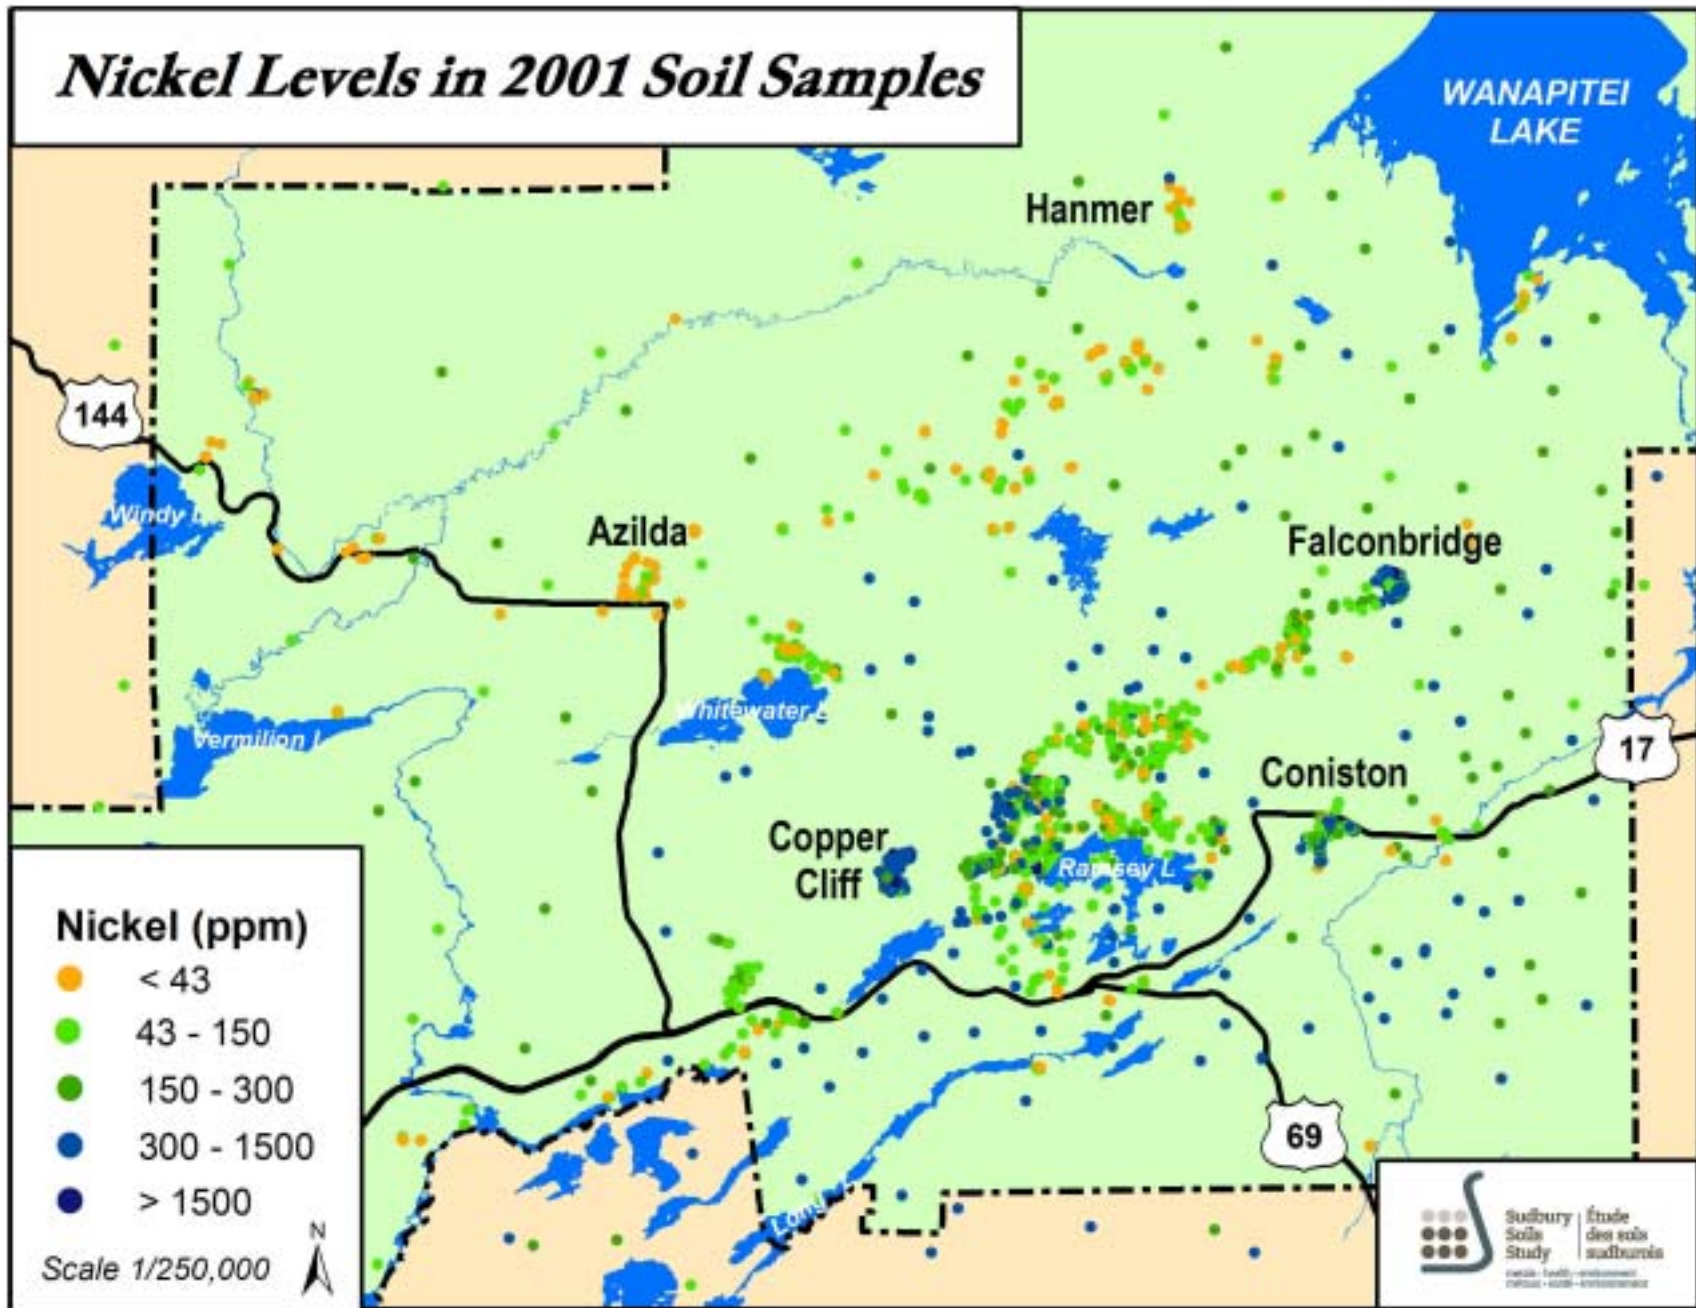 Nickel Levels in 2001 Soil Samples
WANAPITEI
LAKE
Hanmer
144
Windy L
Azilda
Falconbridge
Whitewater L
Vermilion L
17
Coniston
Copper
Cliff
Ramsey L
Nickel (ppm)
< 43
43 - 150
150 - 300
300 - 1500
> 1500
N
Scale 1/250,000
69
Long
Sudbury
Soils
Study
Étude
des sols
sudburois